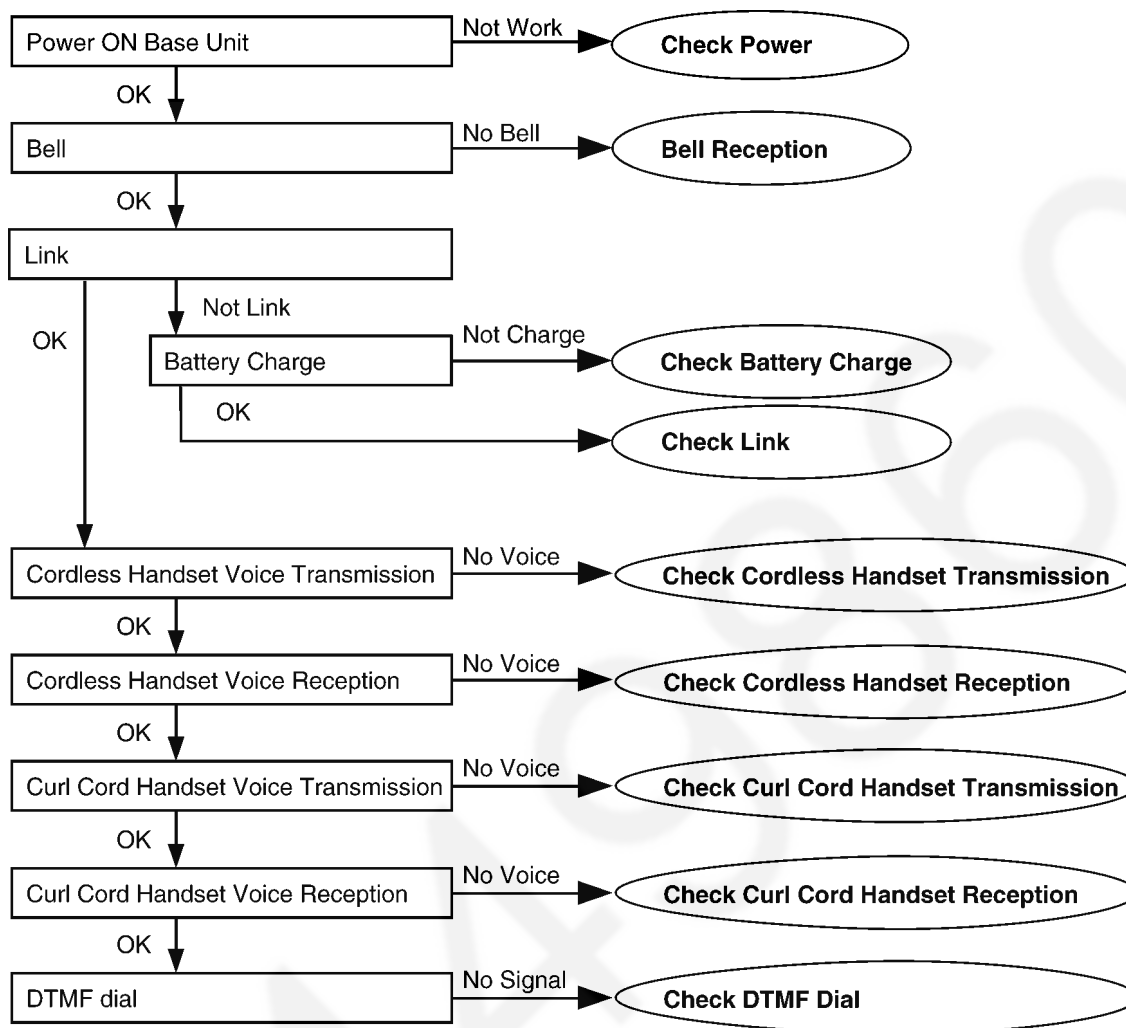 Power ON Base Unit
Not Work
Check Power
OK
Bell
No Bell
Bell Reception
OK
Link
OK
Not Link
Battery Charge
Not Charge
Check Battery Charge
OK
Check Link
Cordless Handset Voice Transmission
No Voice
Check Cordless Handset Transmission
OK
Cordless Handset Voice Reception
No Voice
Check Cordless Handset Reception
OK
Curl Cord Handset Voice Transmission
No Voice
Check Curl Cord Handset Transmission
OK
Curl Cord Handset Voice Reception
No Voice
Check Curl Cord Handset Reception
OK
DTMF dial
No Signal
Check DTMF Dial